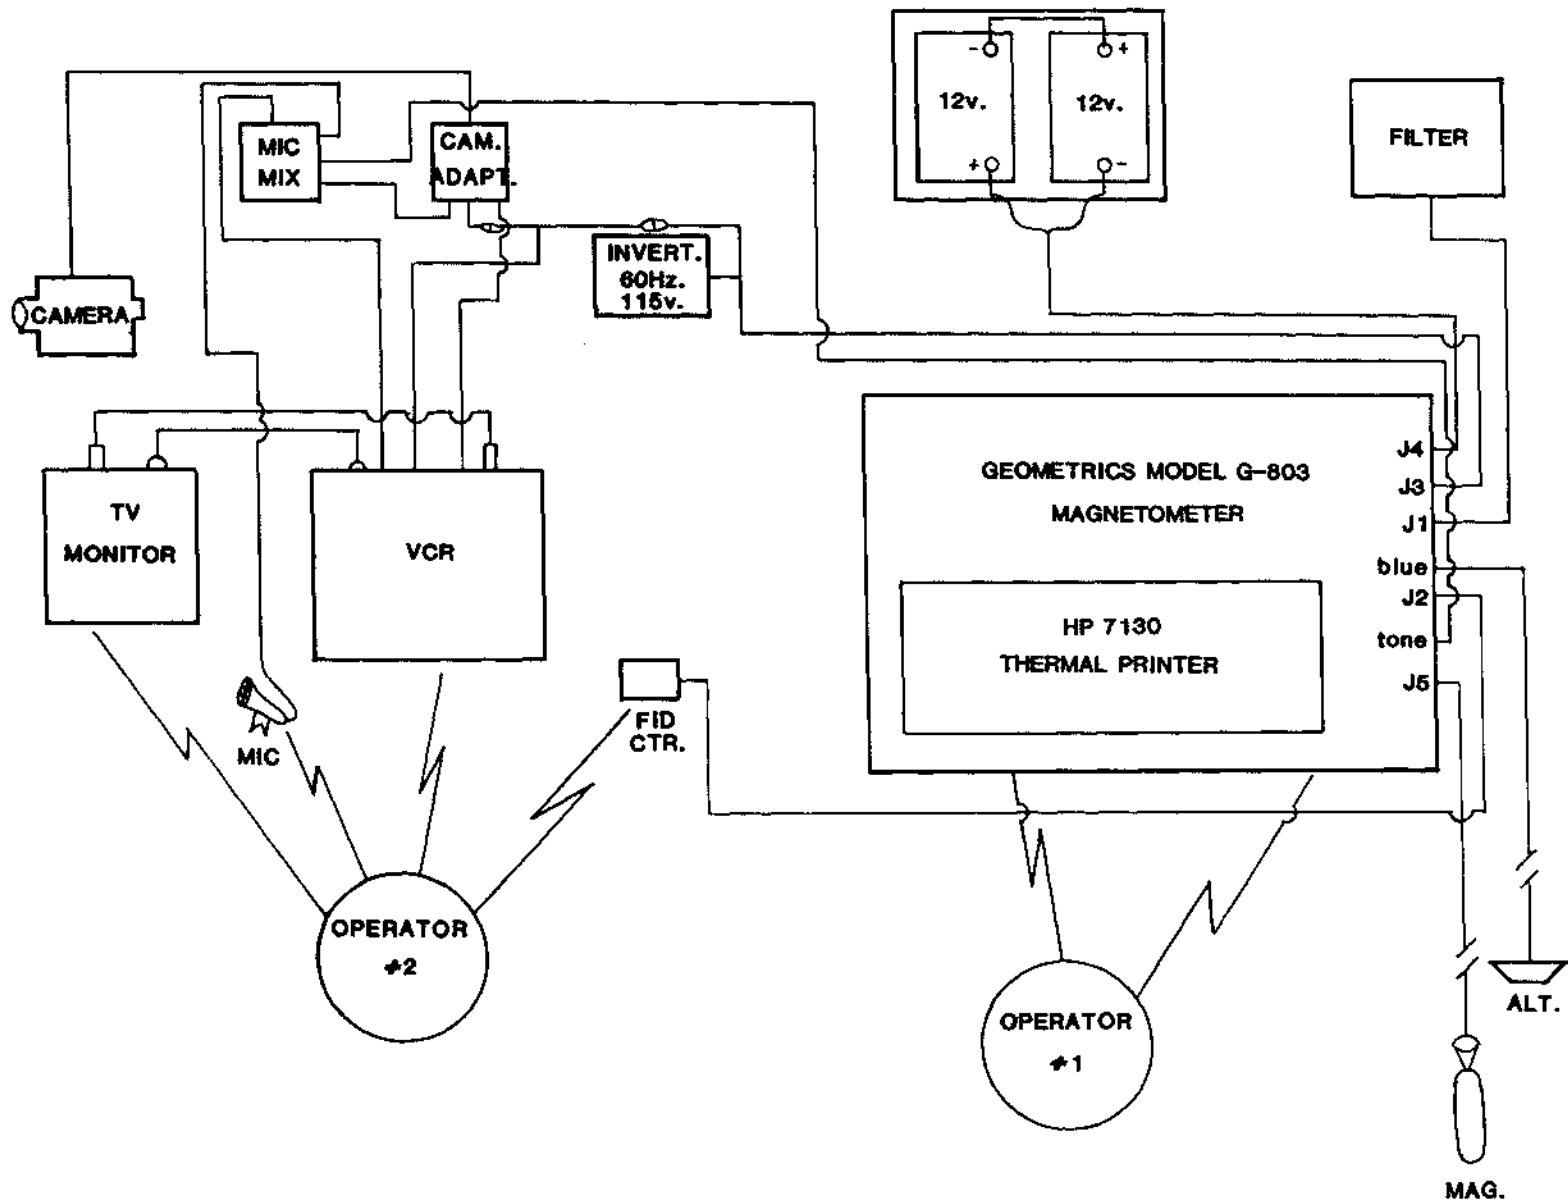 -
+
12v.
12v.
+
-
FILTER
MIC
MIX
CAM.
ADAPT.
INVERT.
60Hz.
115v.
CAMERA
TV
MONITOR
VCR
GEOMETRICS MODEL G-803
MAGNETOMETER
J4
J3
J1
blue
J2
tone
J5
HP 7130
THERMAL PRINTER
MIC
FID
CTR.
OPERATOR
#2
OPERATOR
#1
ALT.
MAG.